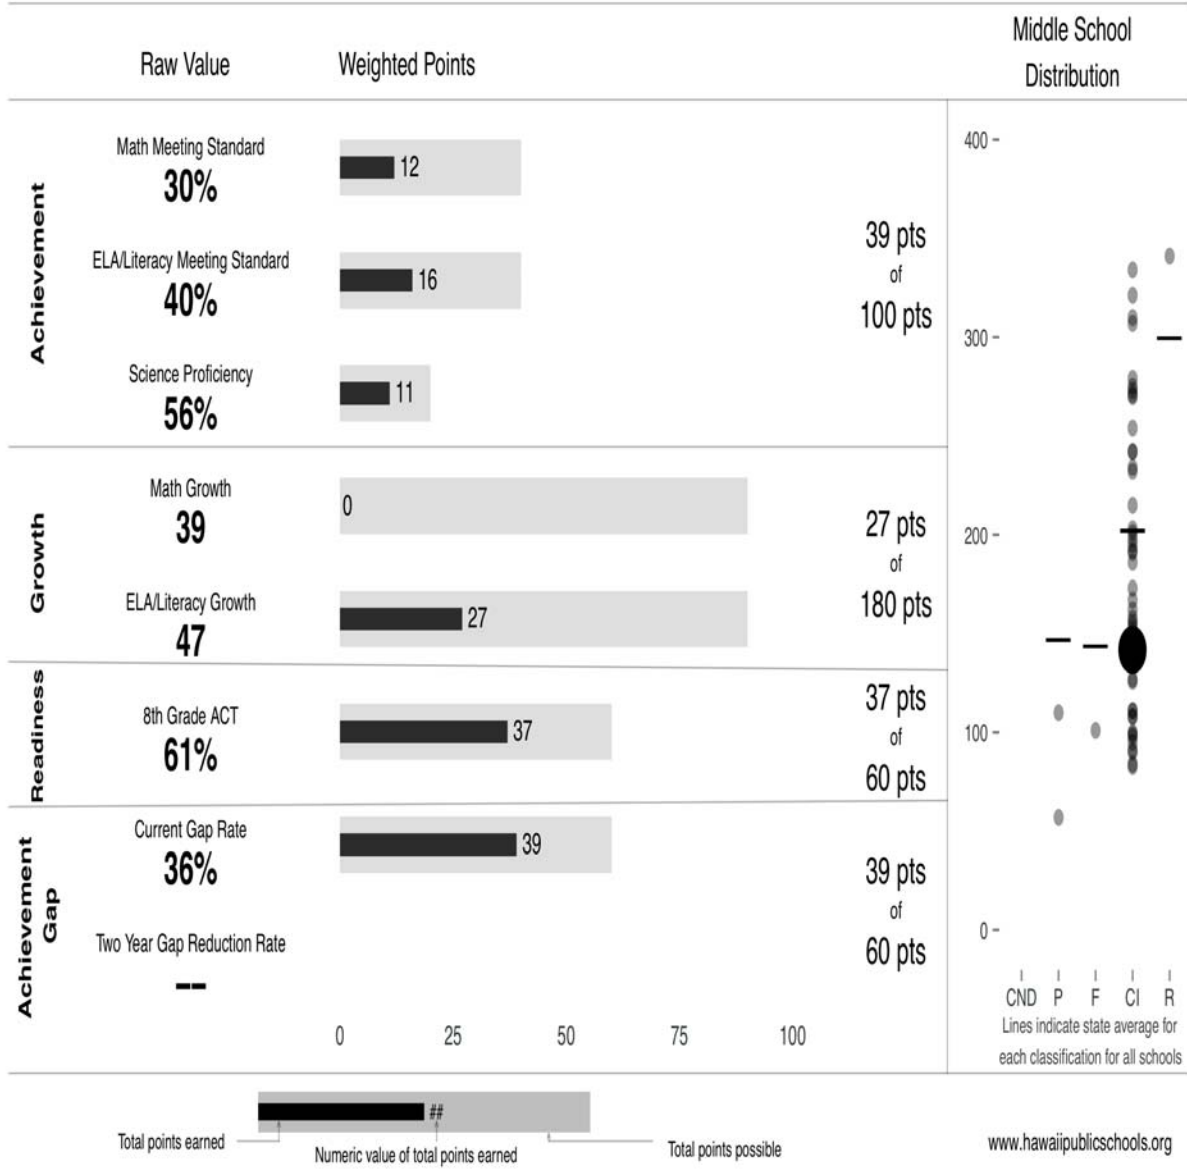 Raw Value
Weighted Points
Middle School
Distribution
Achievement
Math Meeting Standard
30%
12
ELA/Literacy Meeting Standard
40%
16
Science Proficiency
56%
11
39 pts
of
100 pts
Growth
Math Growth
39
0
ELA/Literacy Growth
47
27
27 pts
of
180 pts
Readiness
8th Grade ACT
61%
37
37 pts
of
60 pts
Achievement
Gap
Current Gap Rate
36%
39
Two Year Gap Reduction Rate
--
39 pts
of
60 pts
0 25 50 75 100
400
300
200
100
0
CND P F CI R
Lines indicate state average for
each classification for all schools
##
Total points earned
Numeric value of total points earned
Total points possible
www.hawaiipublicschools.org